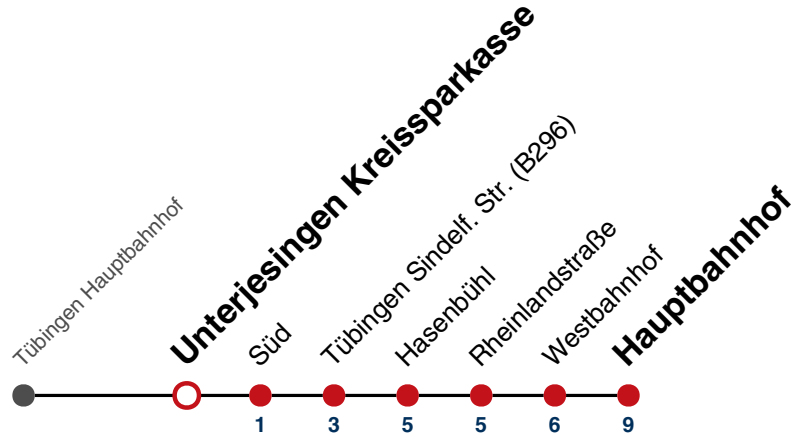 Tübingen Hauptbahnhof
Unterjesingen Kreissparkasse
Süd
Tübingen Sindelf. Str. (B296)
Hasenbühl
Rheinlandstraße
Westbahnhof
Hauptbahnhof
1 3 5 5 6 9